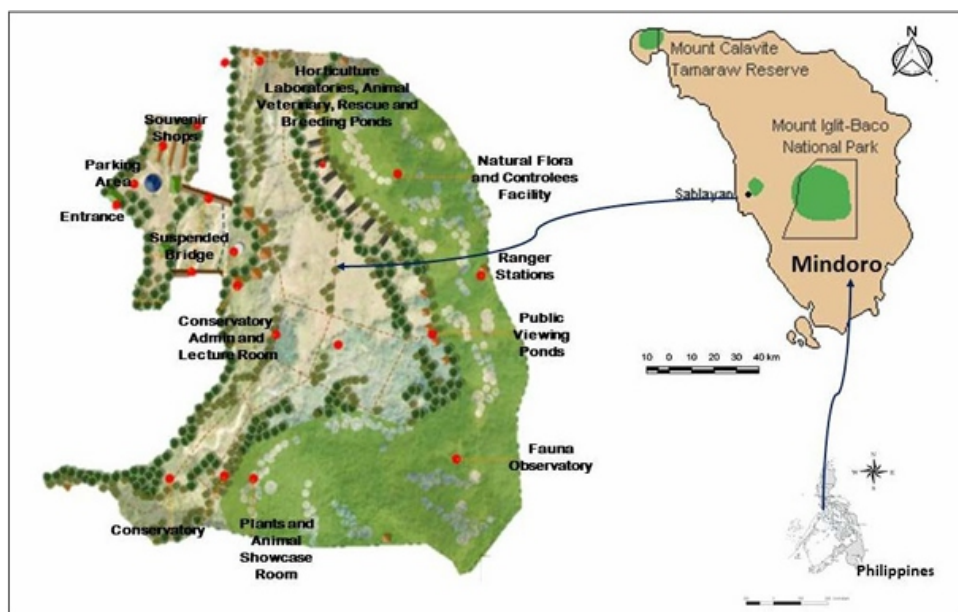 Horticulture
Laboratories, Animal
Veterinary, Rescue and
Breeding Ponds
Souvenir
Shops
Parking
Area
Entrance
Suspended
Bridge
Natural Flora
and Controlees
Facility
Ranger
Stations
Conservatory
Admin and
Lecture Room
Public
Viewing
Ponds
Fauna
Observatory
Conservatory
Plants and
Animal
Showcase
Room
N
Mount Calavite
Tamaraw Reserve
Mount Iglit-Baco
National Park
Sablayan
Mindoro
10 0 10 20 30 40 km
N
W E
S
Philippines